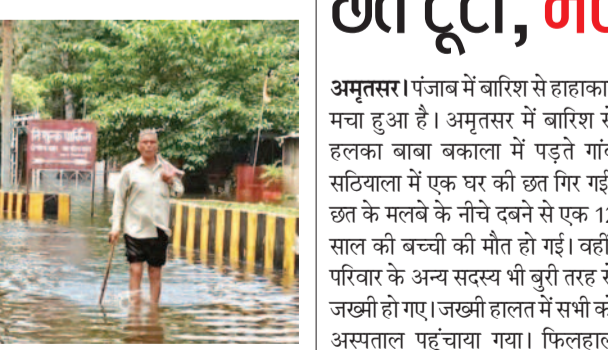 निःशुल्क पार्किंग
छत टूटी,
अमृतसर। पंजाब में बारिश से हाहाका
मचा हुआ है। अमृतसर में बारिश से
हलका बाबा बकाला में पड़ते गांव
सठियाला में एक घर की छत गिर गई
छत के मलबे के नीचे दबने से एक 12
साल की बच्ची की मौत हो गई। वहीं
परिवार के अन्य सदस्य भी बुरी तरह से
जख्मी हो गए। जख्मी हालत में सभी को
अस्पताल पहुंचाया गया। फिलहाल